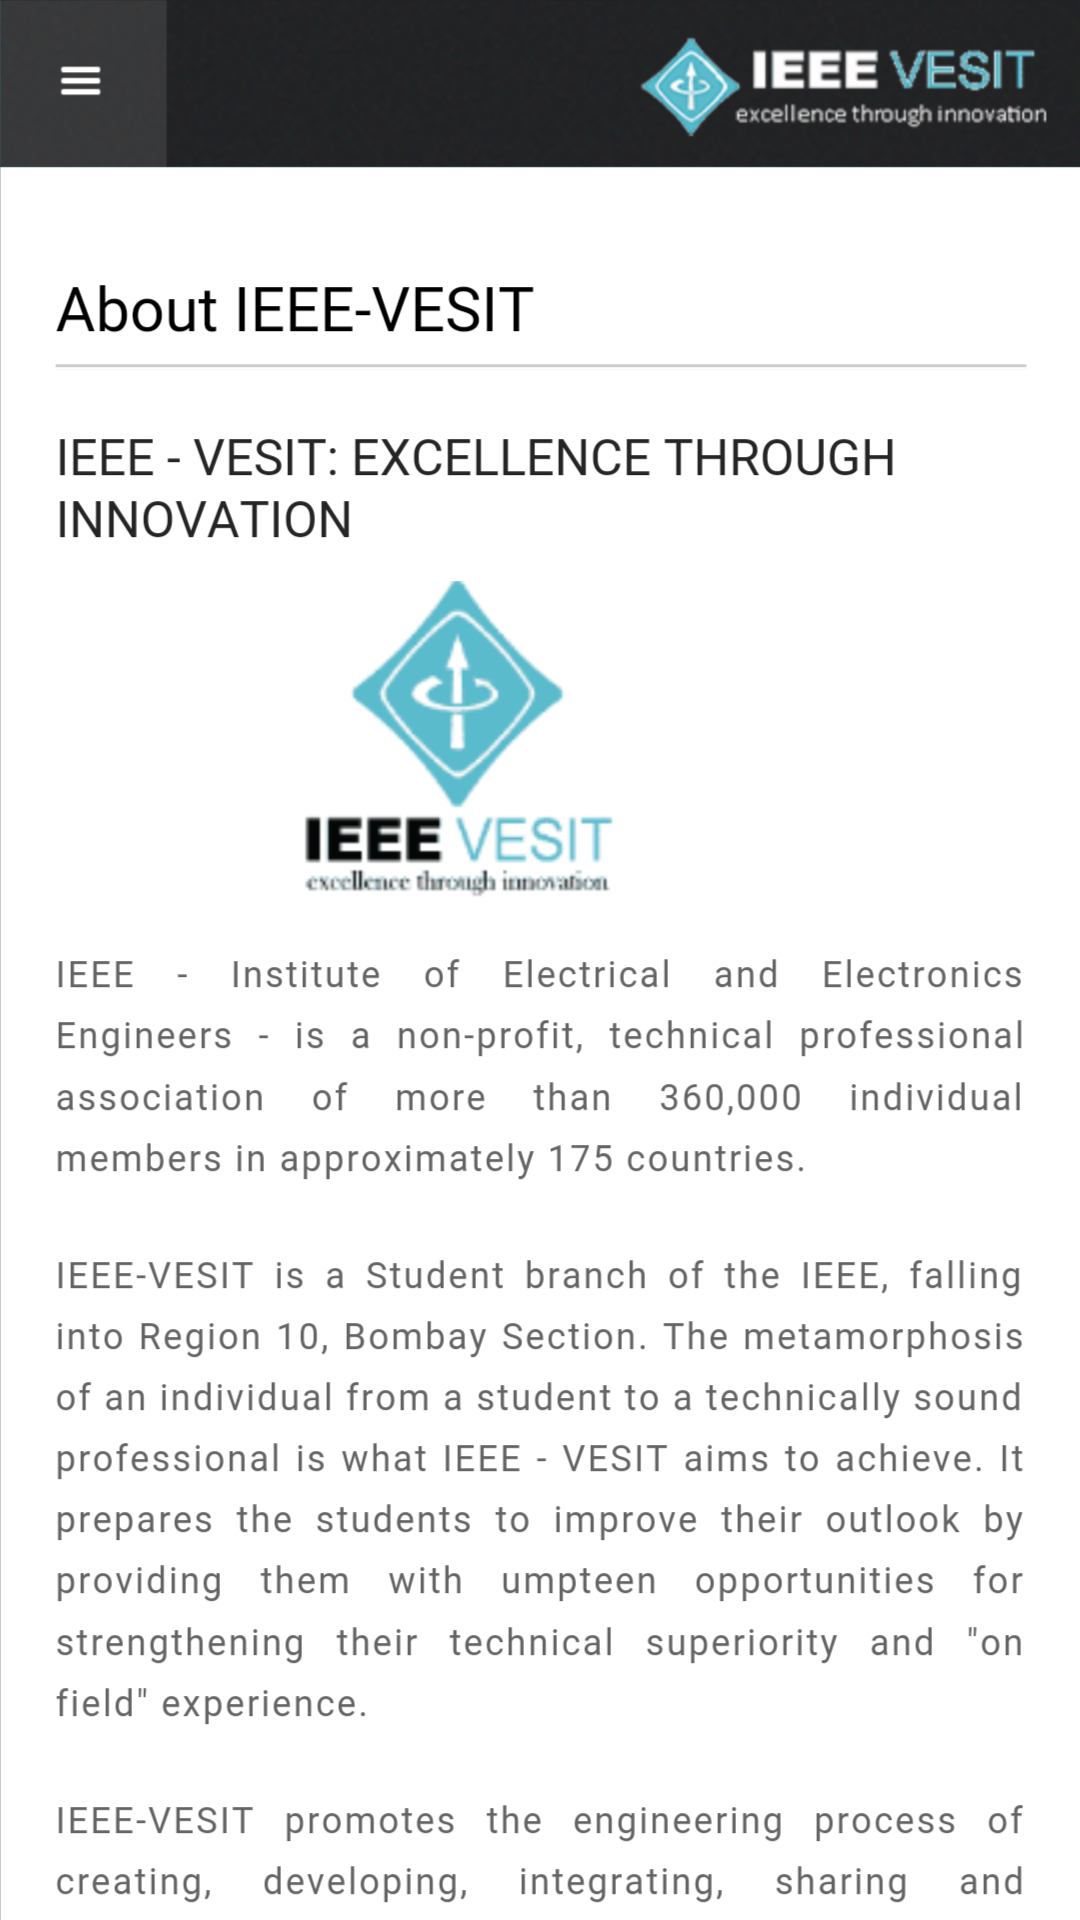 IEEE VESIT
excellence through innovation
About IEEE-VESIT
IEEE - VESIT: EXCELLENCE THROUGH
INNOVATION
IEEE VESIT
excellence through innovation
IEEE - Institute of Electrical and Electronics
Engineers - is a non-profit, technical professional
association of more than 360,000 individual
members in approximately 175 countries.
IEEE-VESIT is a Student branch of the IEEE, falling
into Region 10, Bombay Section. The metamorphosis
of an individual from a student to a technically sound
professional is what IEEE - VESIT aims to achieve. It
prepares the students to improve their outlook by
providing them with umpteen opportunities for
strengthening their technical superiority and "on
field" experience.
IEEE-VESIT promotes the engineering process of
creating, developing, integrating, sharing and